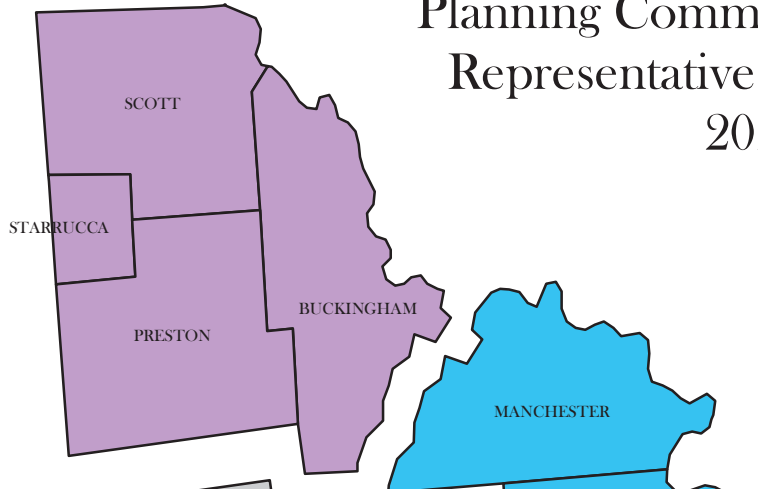 Planning Comm
Representative
20
SCOTT
STARRUCCA
BUCKINGHAM
PRESTON
MANCHESTER